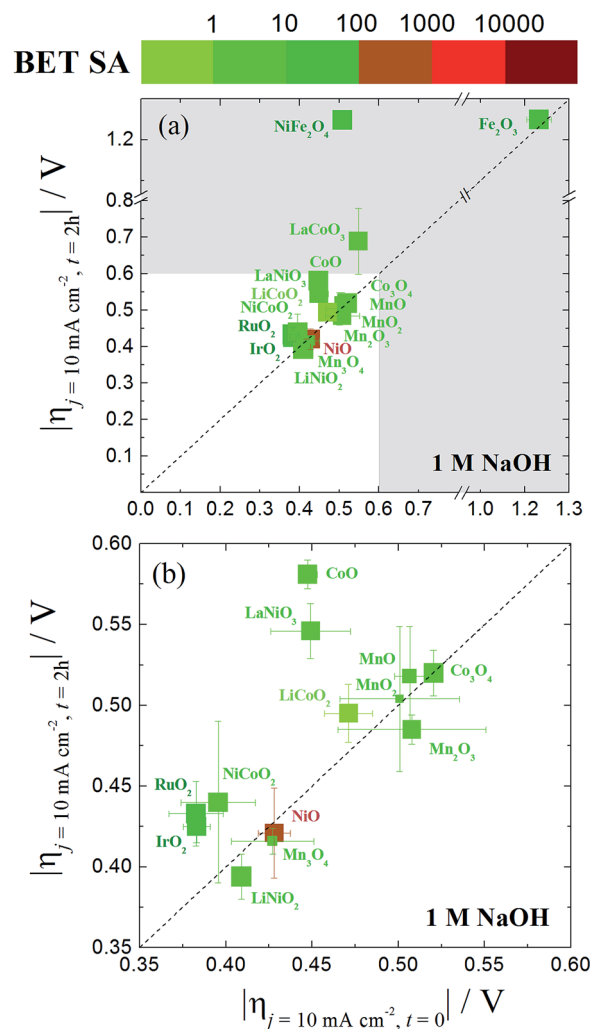 1 10 60 100 1000 10000
BET SA
(a)
NiFe₂O₄
Fe₂O₃
LaCoO₃
CoO
LaNiO₃
LiCoO₂
Co₃O₄
NiCoO₂
MnO
RuO₂
MnO₂
Mn₂O₃
IrO₂
NiO
Mn₃O₄
LiNiO₂
1 M NaOH
1.2
0.8
0.7
0.6
0.5
0.4
0.3
0.2
0.1
0.0 0.1 0.2 0.3 0.4 0.5 0.6 0.7 1.0 1.2 1.3
|η j = 10 mA cm⁻², t = 2h| / V
(b)
CoO
LaNiO₃
MnO
Co₃O₄
MnO₂
LiCoO₂
Mn₂O₃
NiCoO₂
RuO₂
NiO
IrO₂
Mn₃O₄
LiNiO₂
1 M NaOH
0.60
0.55
0.50
0.45
0.40
0.35
0.35 0.40 0.45 0.50 0.55 0.60
|η j = 10 mA cm⁻², t = 2h| / V
|η j = 10 mA cm⁻², t = 0| / V